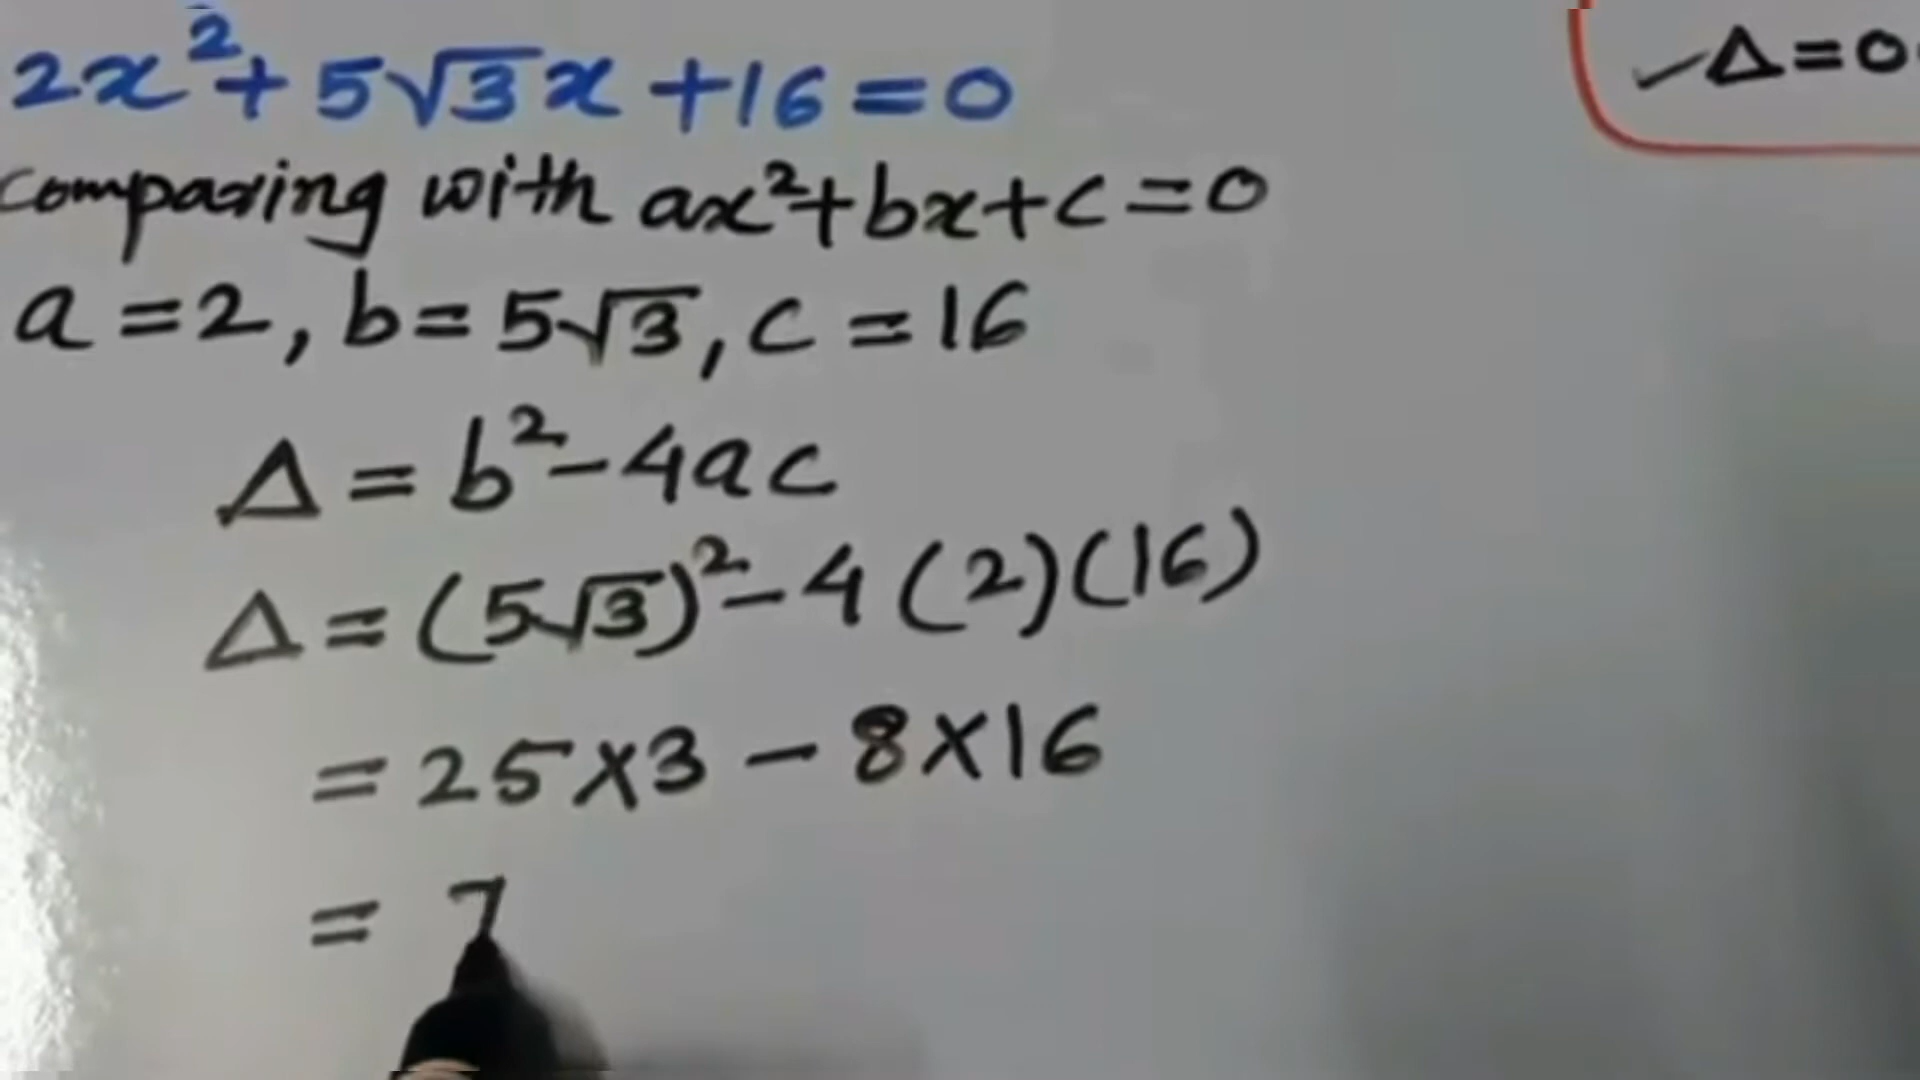 2x²+5√3x+16=0
✓Δ=0
comparing with ax²+bx+c=0
a=2, b=5√3, c=16
Δ=b²-4ac
Δ=(5√3)²-4(2)(16)
=25×3-8×16
=7